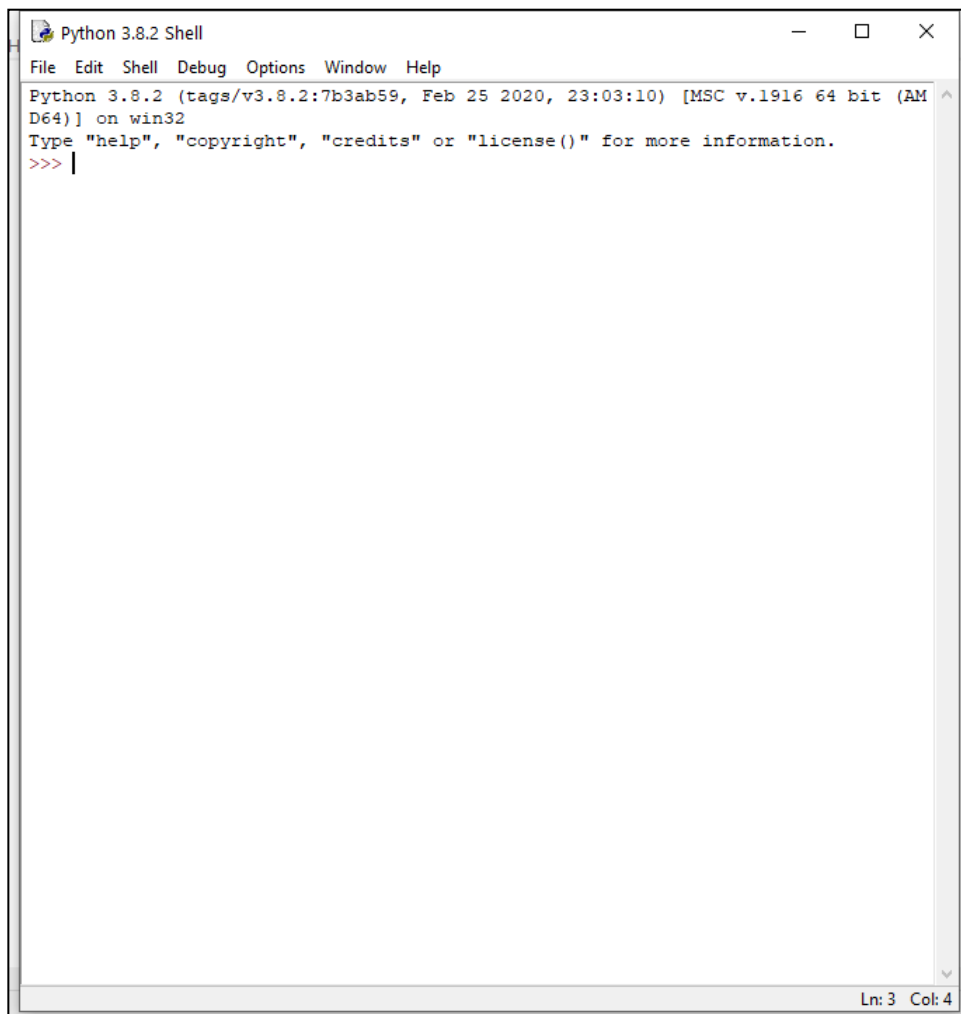 H
Python 3.8.2 Shell
File Edit Shell Debug Options Window Help
Python 3.8.2 (tags/v3.8.2:7b3ab59, Feb 25 2020, 23:03:10) [MSC v.1916 64 bit (AM
D64)] on win32
Type "help", "copyright", "credits" or "license()" for more information.
>>>
Ln: 3 Col: 4